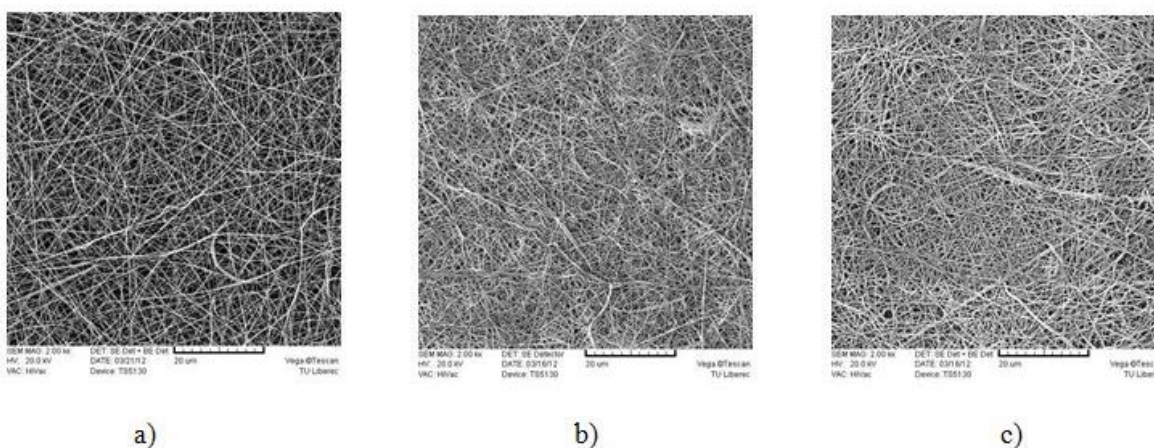 SEM MAG: 2.00 kx DET: SE Det + BE Det
HV: 20.0 kV DATE: 03/21/12 20 um Vega ©Tescan
VAC: HiVac Device: TS5130 TU Liberec
SEM MAG: 2.00 kx DET: SE Detector
HV: 20.0 kV DATE: 03/16/12 20 um Vega ©Tescan
VAC: HiVac Device: TS5130 TU Liberec
SEM MAG: 2.00 kx DET: SE Det + BE Det
HV: 20.0 kV DATE: 03/16/12 20 um Vega ©Tescan
VAC: HiVac Device: TS5130 TU Liberec
a) b) c)